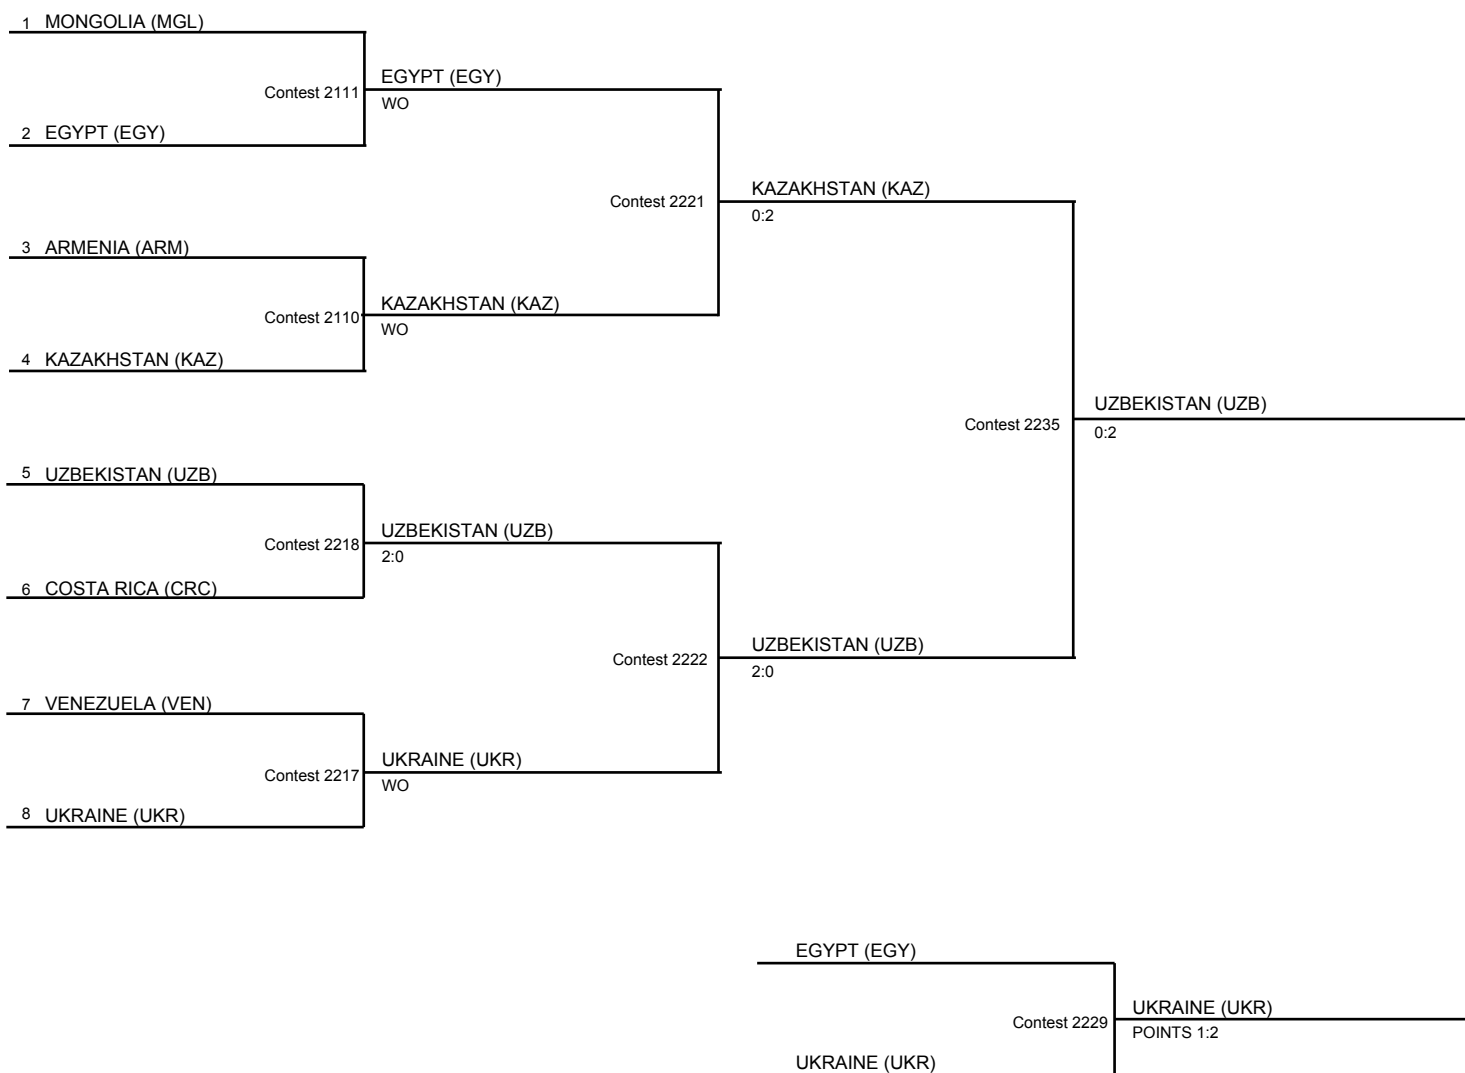 1 MONGOLIA (MGL)
EGYPT (EGY)
Contest 2111
WO
2 EGYPT (EGY)
KAZAKHSTAN (KAZ)
Contest 2221
0:2
3 ARMENIA (ARM)
KAZAKHSTAN (KAZ)
Contest 2110
WO
4 KAZAKHSTAN (KAZ)
UZBEKISTAN (UZB)
Contest 2235
0:2
5 UZBEKISTAN (UZB)
UZBEKISTAN (UZB)
Contest 2218
2:0
6 COSTA RICA (CRC)
UZBEKISTAN (UZB)
Contest 2222
2:0
7 VENEZUELA (VEN)
UKRAINE (UKR)
Contest 2217
WO
8 UKRAINE (UKR)
EGYPT (EGY)
UKRAINE (UKR)
Contest 2229
POINTS 1:2
UKRAINE (UKR)